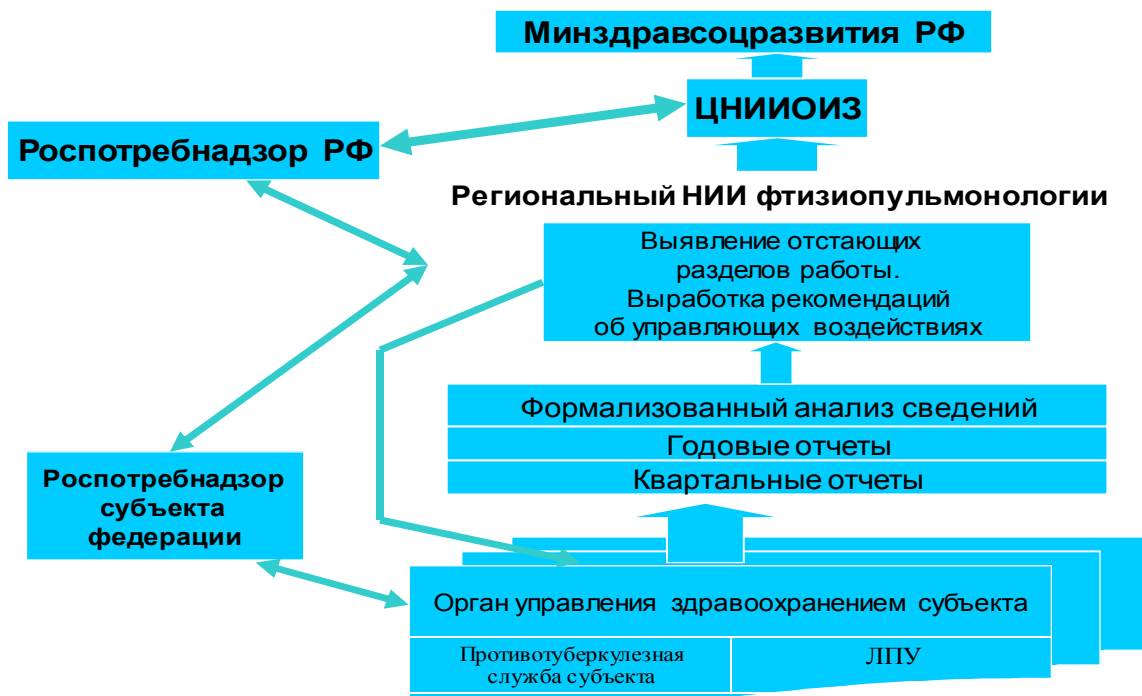 Минздравсоцразвития РФ
ЦНИИОИЗ
Роспотребнадзор РФ
Региональный НИИ фтизиопульмонологии
Выявление отстающих
разделов работы.
Выработка рекомендаций
об управляющих воздействиях
Формализованный анализ сведений
Годовые отчеты
Квартальные отчеты
Роспотребнадзор
субъекта
федерации
Орган управления здравоохранением субъекта
Противотуберкулезная
служба субъекта
ЛПУ